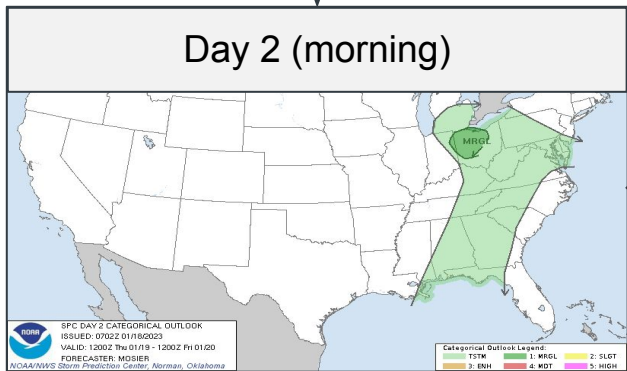 Day 2 (morning)
MRGL
NOAA
SPC DAY 2 CATEGORICAL OUTLOOK
ISSUED: 0702Z 01/18/2023
VALID: 1200Z Thu 01/19 - 1200Z Fri 01/20
FORECASTER: MOSIER
NOAA/NWS Storm Prediction Center, Norman, Oklahoma
Categorical Outlook Legend:
TSTM 1: MRGL 2: SLGT
3: ENH 4: MDT 5: HIGH